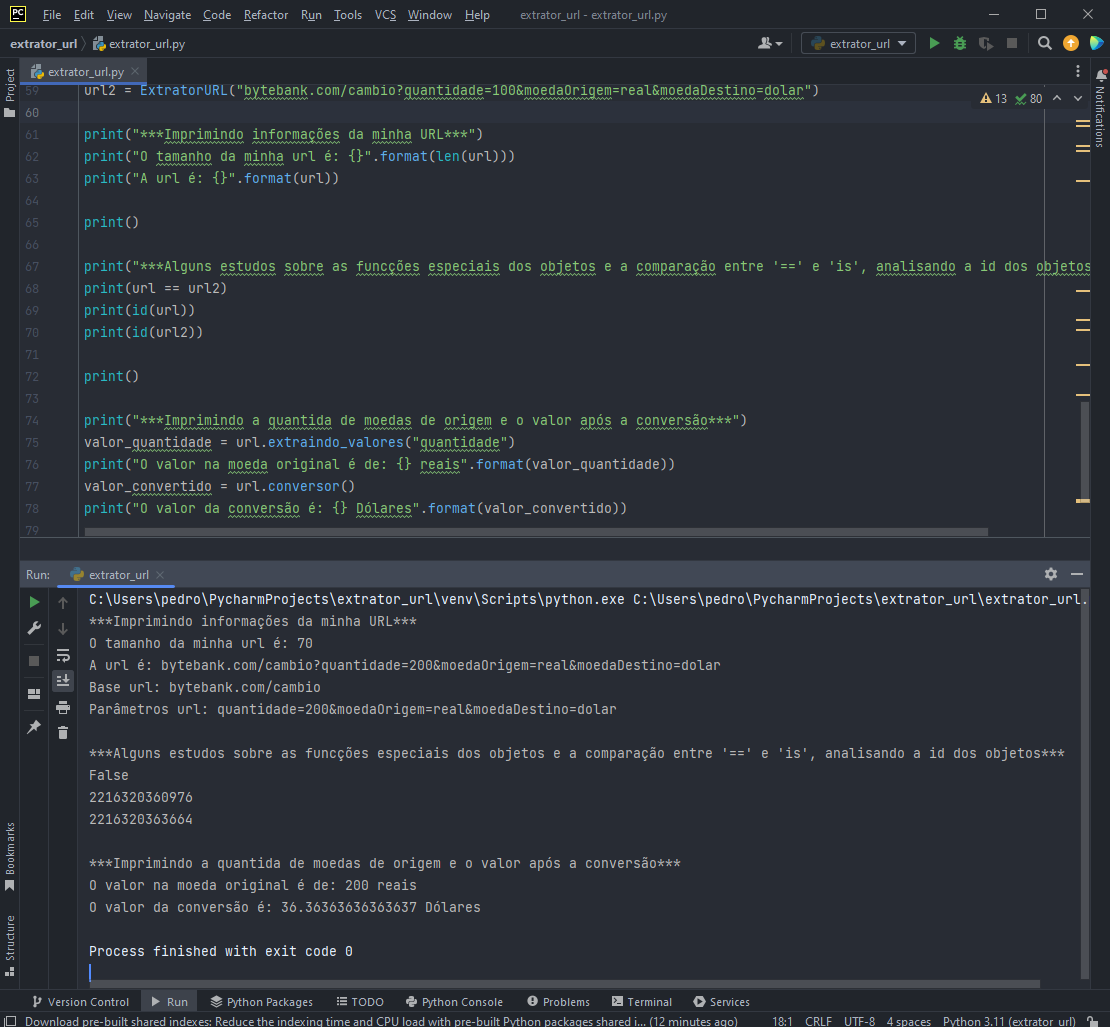 PC File Edit View Navigate Code Refactor Run Tools VCS Window Help extrator_url - extrator_url.py
extrator_url extrator_url.py extrator_url
Project
extrator_url.py
Notifications
13 80
59 url2 = ExtratorURL("bytebank.com/cambio?quantidade=100&moedaOrigem=real&moedaDestino=dolar")
60
61 print("***Imprimindo informações da minha URL***")
62 print("O tamanho da minha url é: {}".format(len(url)))
63 print("A url é: {}".format(url))
64
65 print()
66
67 print("***Alguns estudos sobre as funcções especiais dos objetos e a comparação entre '==' e 'is', analisando a id dos objetos
68 print(url == url2)
69 print(id(url))
70 print(id(url2))
71
72 print()
73
74 print("***Imprimindo a quantida de moedas de origem e o valor após a conversão***")
75 valor_quantidade = url.extraindo_valores("quantidade")
76 print("O valor na moeda original é de: {} reais".format(valor_quantidade))
77 valor_convertido = url.conversor()
78 print("O valor da conversão é: {} Dólares".format(valor_convertido))
79
Run: extrator_url
C:\Users\pedro\PycharmProjects\extrator_url\venv\Scripts\python.exe C:\Users\pedro\PycharmProjects\extrator_url\extrator_url.
***Imprimindo informações da minha URL***
O tamanho da minha url é: 70
A url é: bytebank.com/cambio?quantidade=200&moedaOrigem=real&moedaDestino=dolar
Base url: bytebank.com/cambio
Parâmetros url: quantidade=200&moedaOrigem=real&moedaDestino=dolar
***Alguns estudos sobre as funcções especiais dos objetos e a comparação entre '==' e 'is', analisando a id dos objetos***
False
2216320360976
2216320363664
***Imprimindo a quantida de moedas de origem e o valor após a conversão***
O valor na moeda original é de: 200 reais
O valor da conversão é: 36.36363636363637 Dólares
Process finished with exit code 0
Bookmarks
Structure
Version Control Run Python Packages TODO Python Console Problems Terminal Services
Download pre-built shared indexes: Reduce the indexing time and CPU load with pre-built Python packages shared i... (12 minutes ago) 18:1 CRLF UTF-8 4 spaces Python 3.11 (extrator_url)